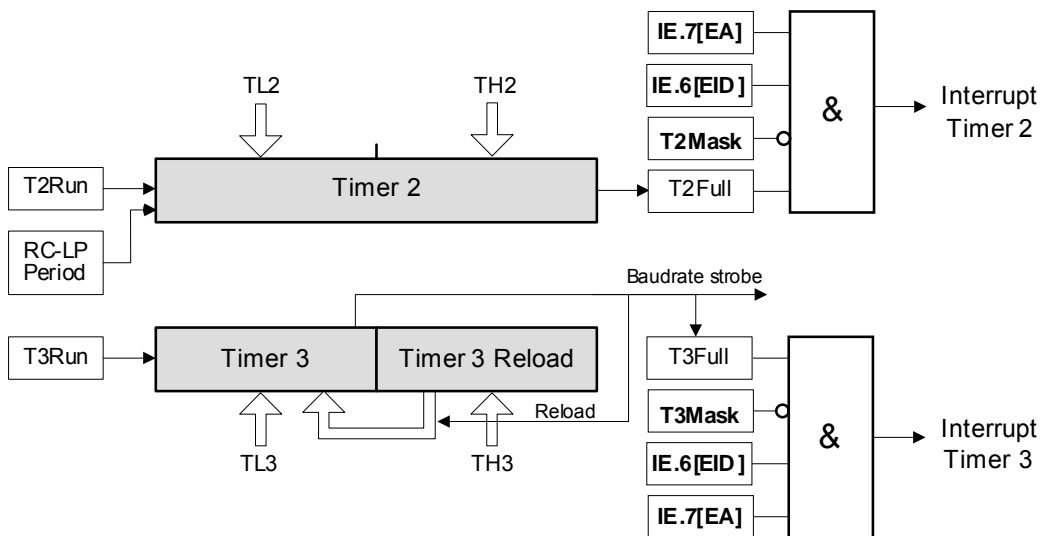 IE.7[EA]
TL2
TH2
IE.6[EID]
&
Interrupt
Timer 2
T2Mask
T2Run
Timer 2
T2Full
RC-LP
Period
Baudrate strobe
T3Run
Timer 3
Timer 3 Reload
T3Full
Reload
T3Mask
&
Interrupt
Timer 3
TL3
TH3
IE.6[EID]
IE.7[EA]